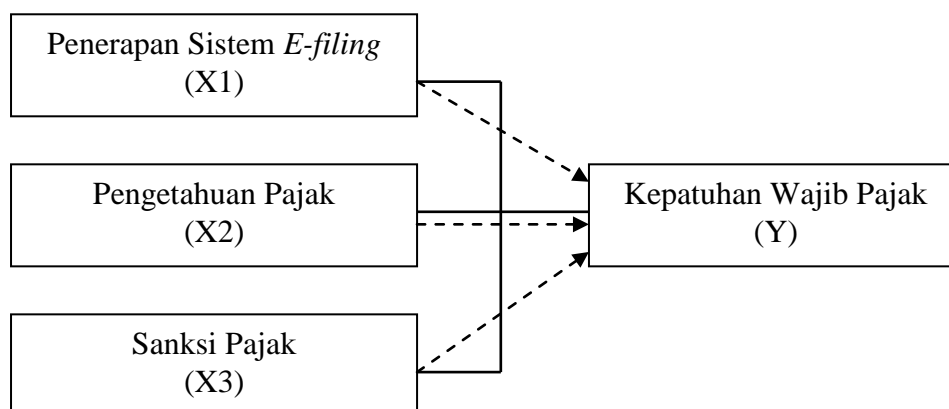 Penerapan Sistem E-filing
(X1)
Pengetahuan Pajak
(X2)
Kepatuhan Wajib Pajak
(Y)
Sanksi Pajak
(X3)